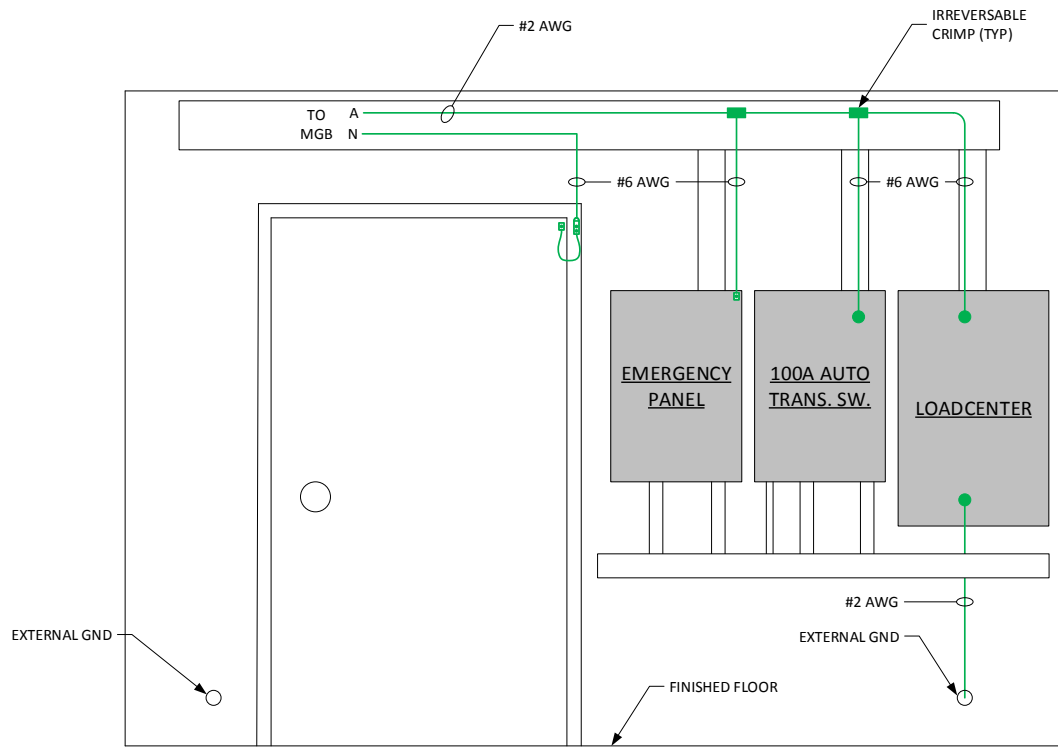 #2 AWG
IRREVERSABLE
CRIMP (TYP)
TO A
MGB N
#6 AWG
#6 AWG
EMERGENCY
PANEL
100A AUTO
TRANS. SW.
LOADCENTER
#2 AWG
EXTERNAL GND
EXTERNAL GND
FINISHED FLOOR